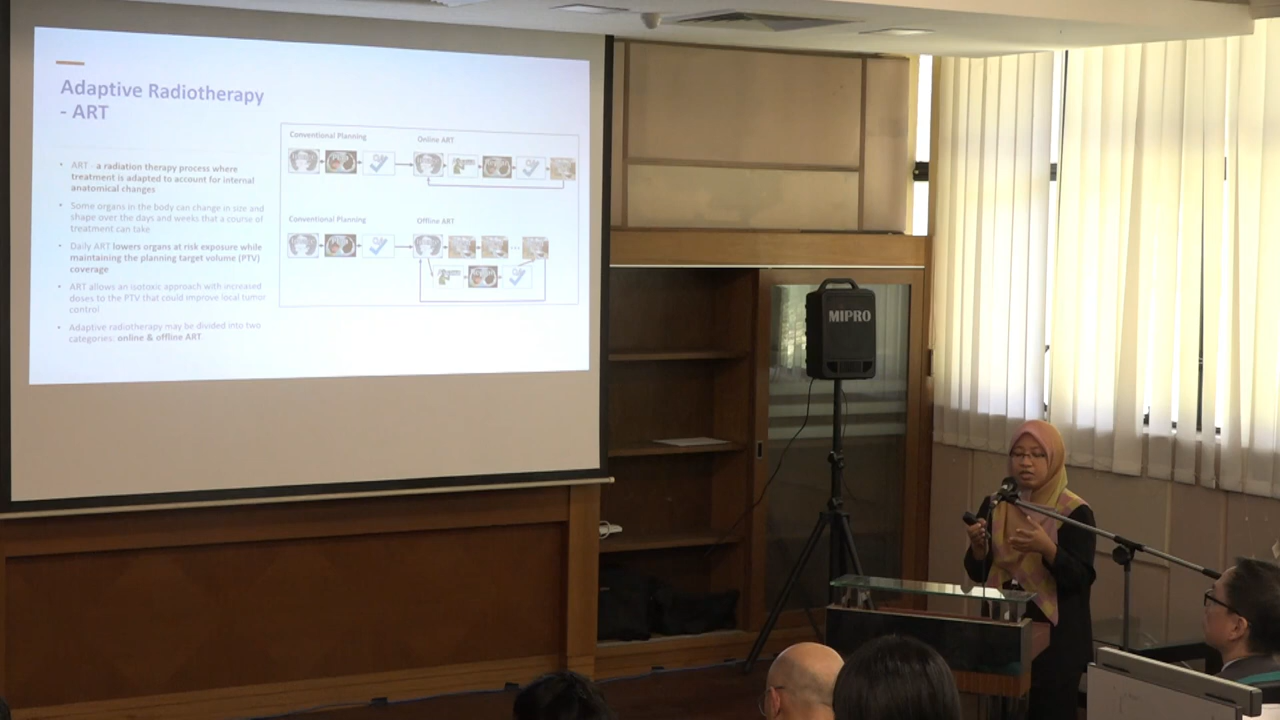 Adaptive Radiotherapy
- ART
• ART - a radiation therapy process where
treatment is adapted to account for internal
anatomical changes
• Some organs in the body can change in size and
shape over the days and weeks that a course of
treatment can take
• Daily ART lowers organs at risk exposure while
maintaining the planning target volume (PTV)
coverage
• ART allows an isotoxic approach with increased
doses to the PTV that could improve local tumor
control
• Adaptive radiotherapy may be divided into two
categories: online & offline ART
Conventional Planning
Online ART
Conventional Planning
Offline ART
MIPRO